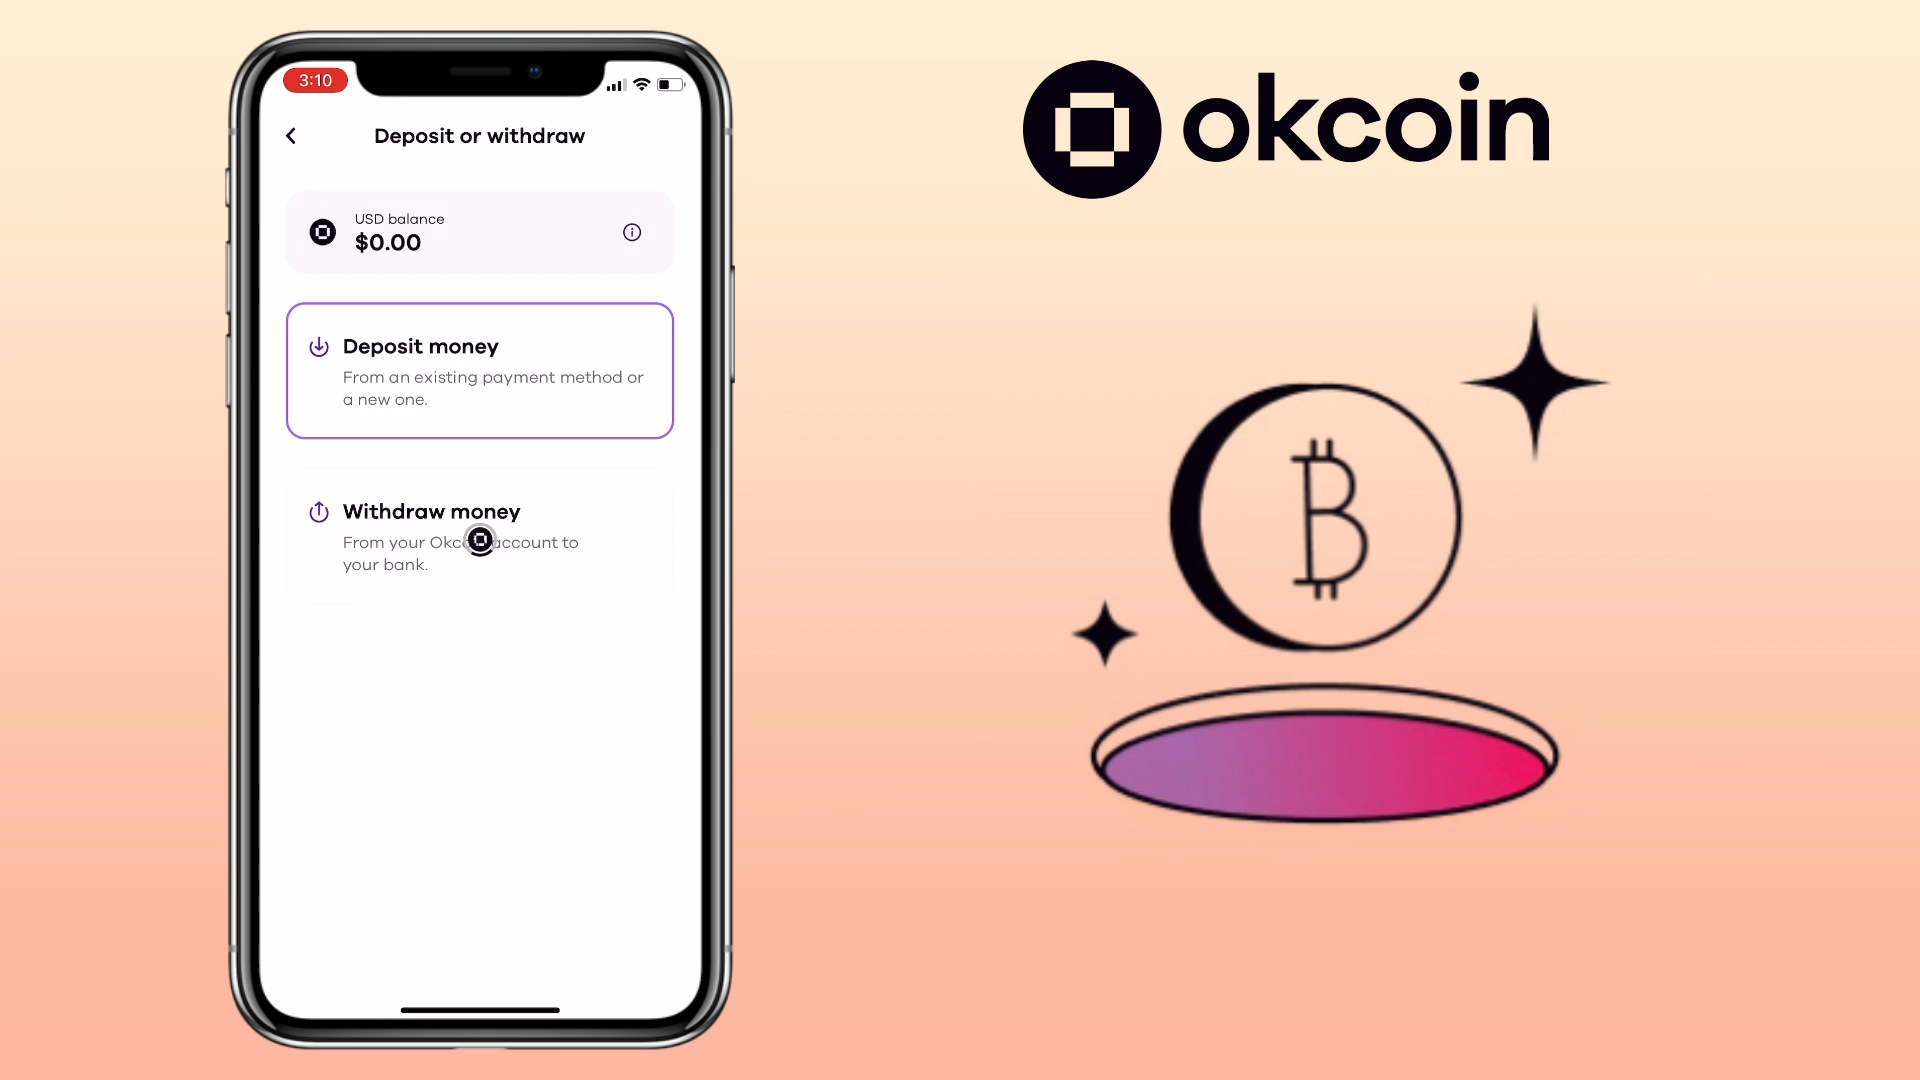 3:10
Deposit or withdraw
USD balance
$0.00
Deposit money
From an existing payment method or
a new one.
Withdraw money
From your account to
your bank.
okcoin